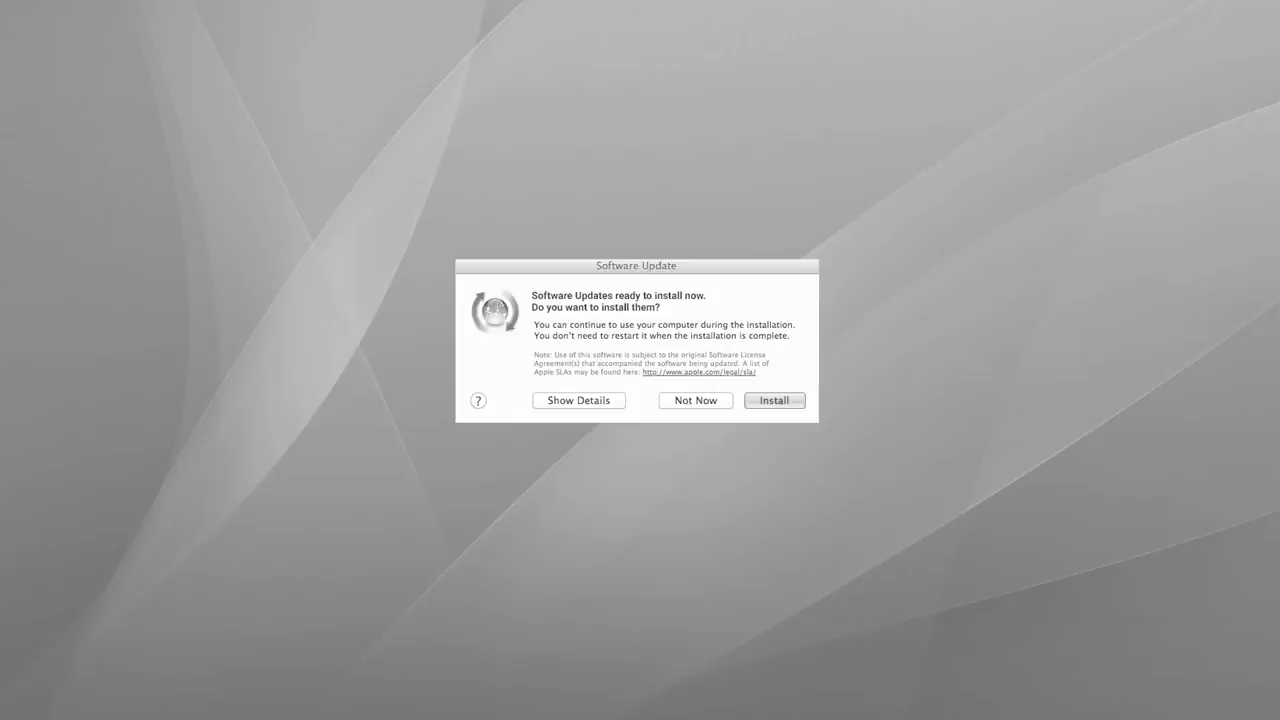 Software Update
Software Updates ready to install now.
Do you want to install them?
You can continue to use your computer during the installation.
You don't need to restart it when the installation is complete.
Note: Use of this software is subject to the original Software License
Agreement(s) that accompanied the software being updated. A list of
Apple SLAs may be found here: http://www.apple.com/legal/sla/
? Show Details Not Now Install